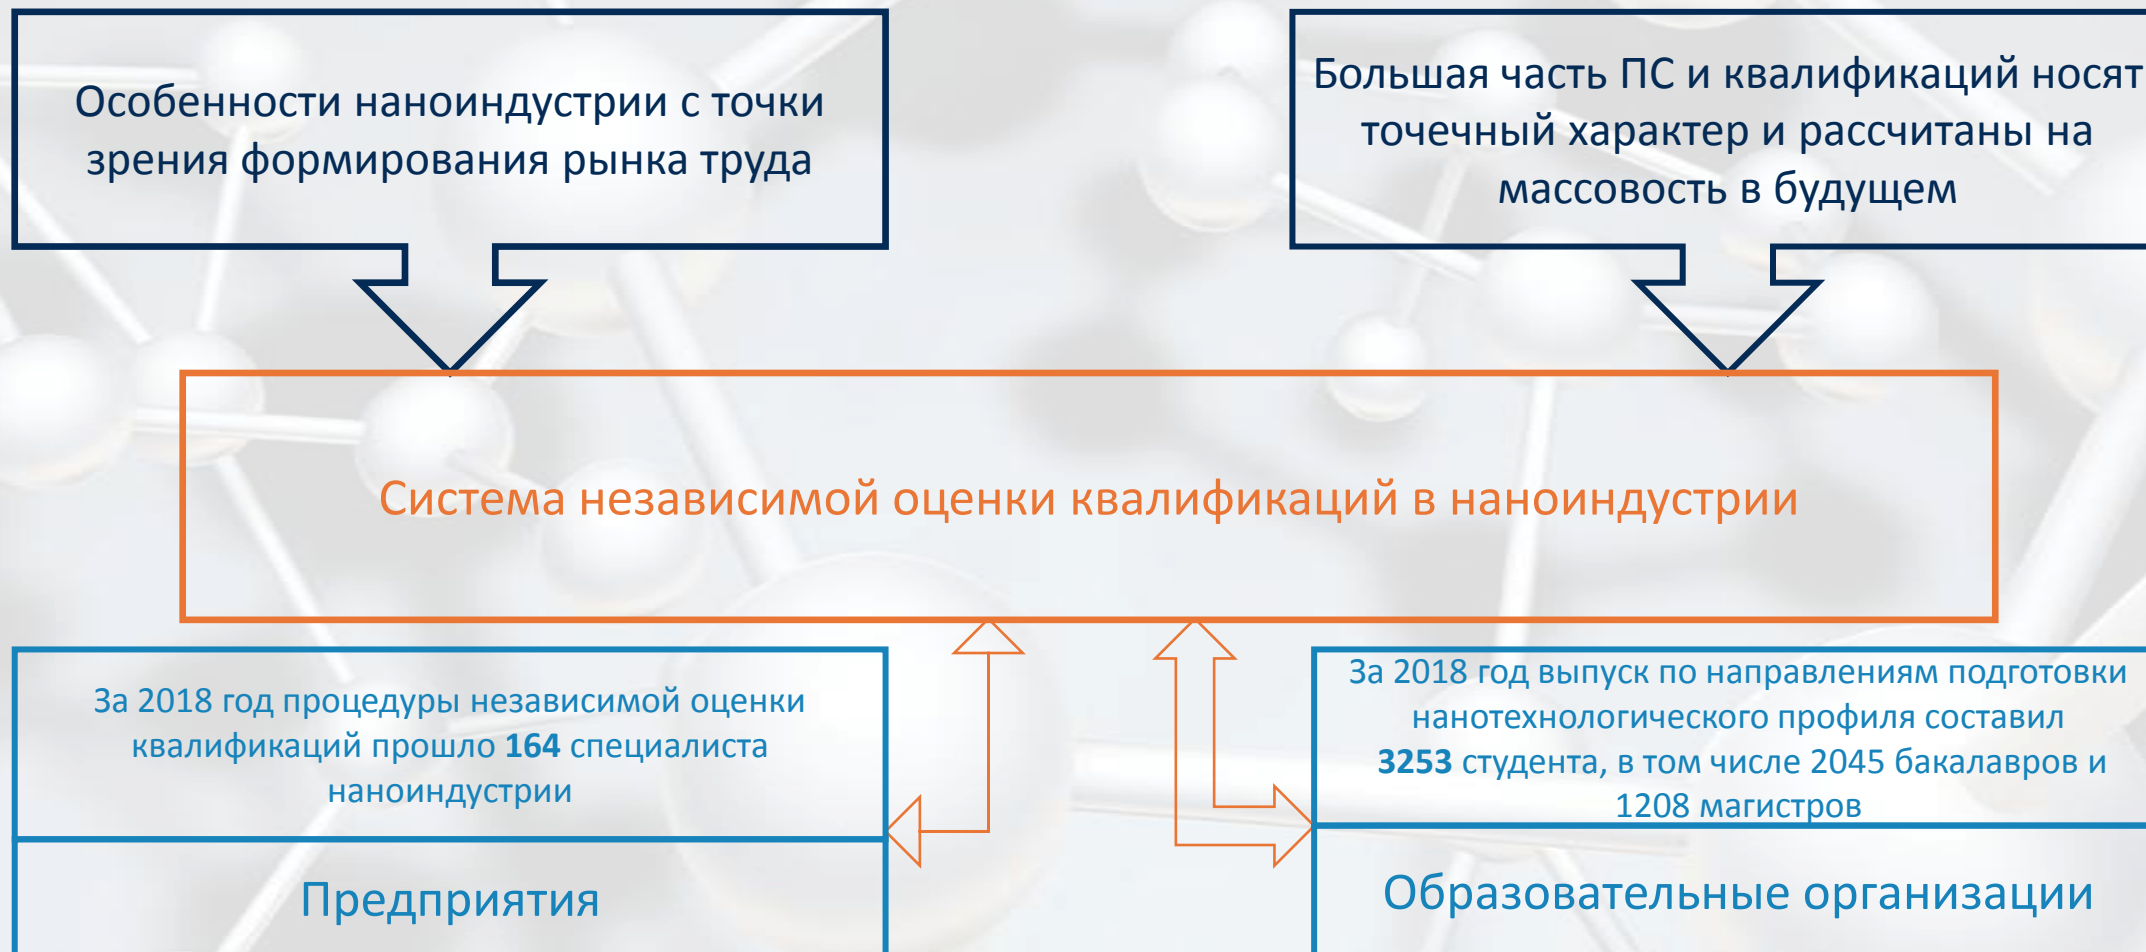 Особенности наноиндустрии с точки
зрения формирования рынка труда
Большая часть ПС и квалификаций носят
точечный характер и рассчитаны на
массовость в будущем
Система независимой оценки квалификаций в наноиндустрии
За 2018 год процедуры независимой оценки
квалификаций прошло 164 специалиста
наноиндустрии
Предприятия
За 2018 год выпуск по направлениям подготовки
нанотехнологического профиля составил
3253 студента, в том числе 2045 бакалавров и
1208 магистров
Образовательные организации